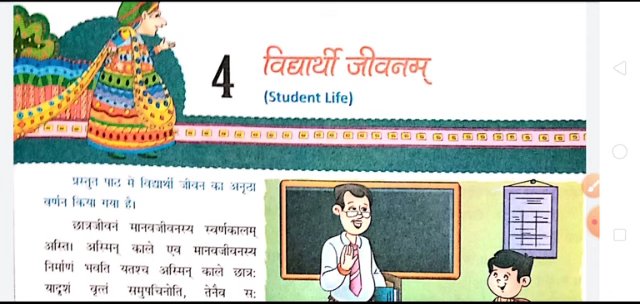 4
विद्यार्थी जीवनम्
(Student Life)
प्रस्तुत पाठ में विद्यार्थी जीवन का अनूठा
वर्णन किया गया है।
छात्रजीवनं मानवजीवनस्य स्वर्णकालम्
अस्ति। अस्मिन् काले एव मानवजीवनस्य
निर्माणं भवति यतश्च अस्मिन् काले छात्रः
यादृशं वृत्तं समुपचिनोति, तेनैव सः